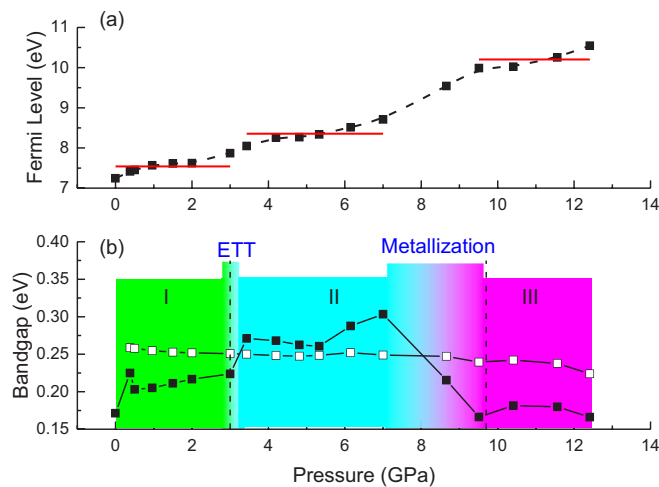 (a)
Fermi Level (eV)
11
10
9
8
7
0 2 4 6 8 10 12 14
(b)
ETT
Metallization
Bandgap (eV)
0.40
0.35
0.30
0.25
0.20
0.15
I
II
III
0 2 4 6 8 10 12 14
Pressure (GPa)